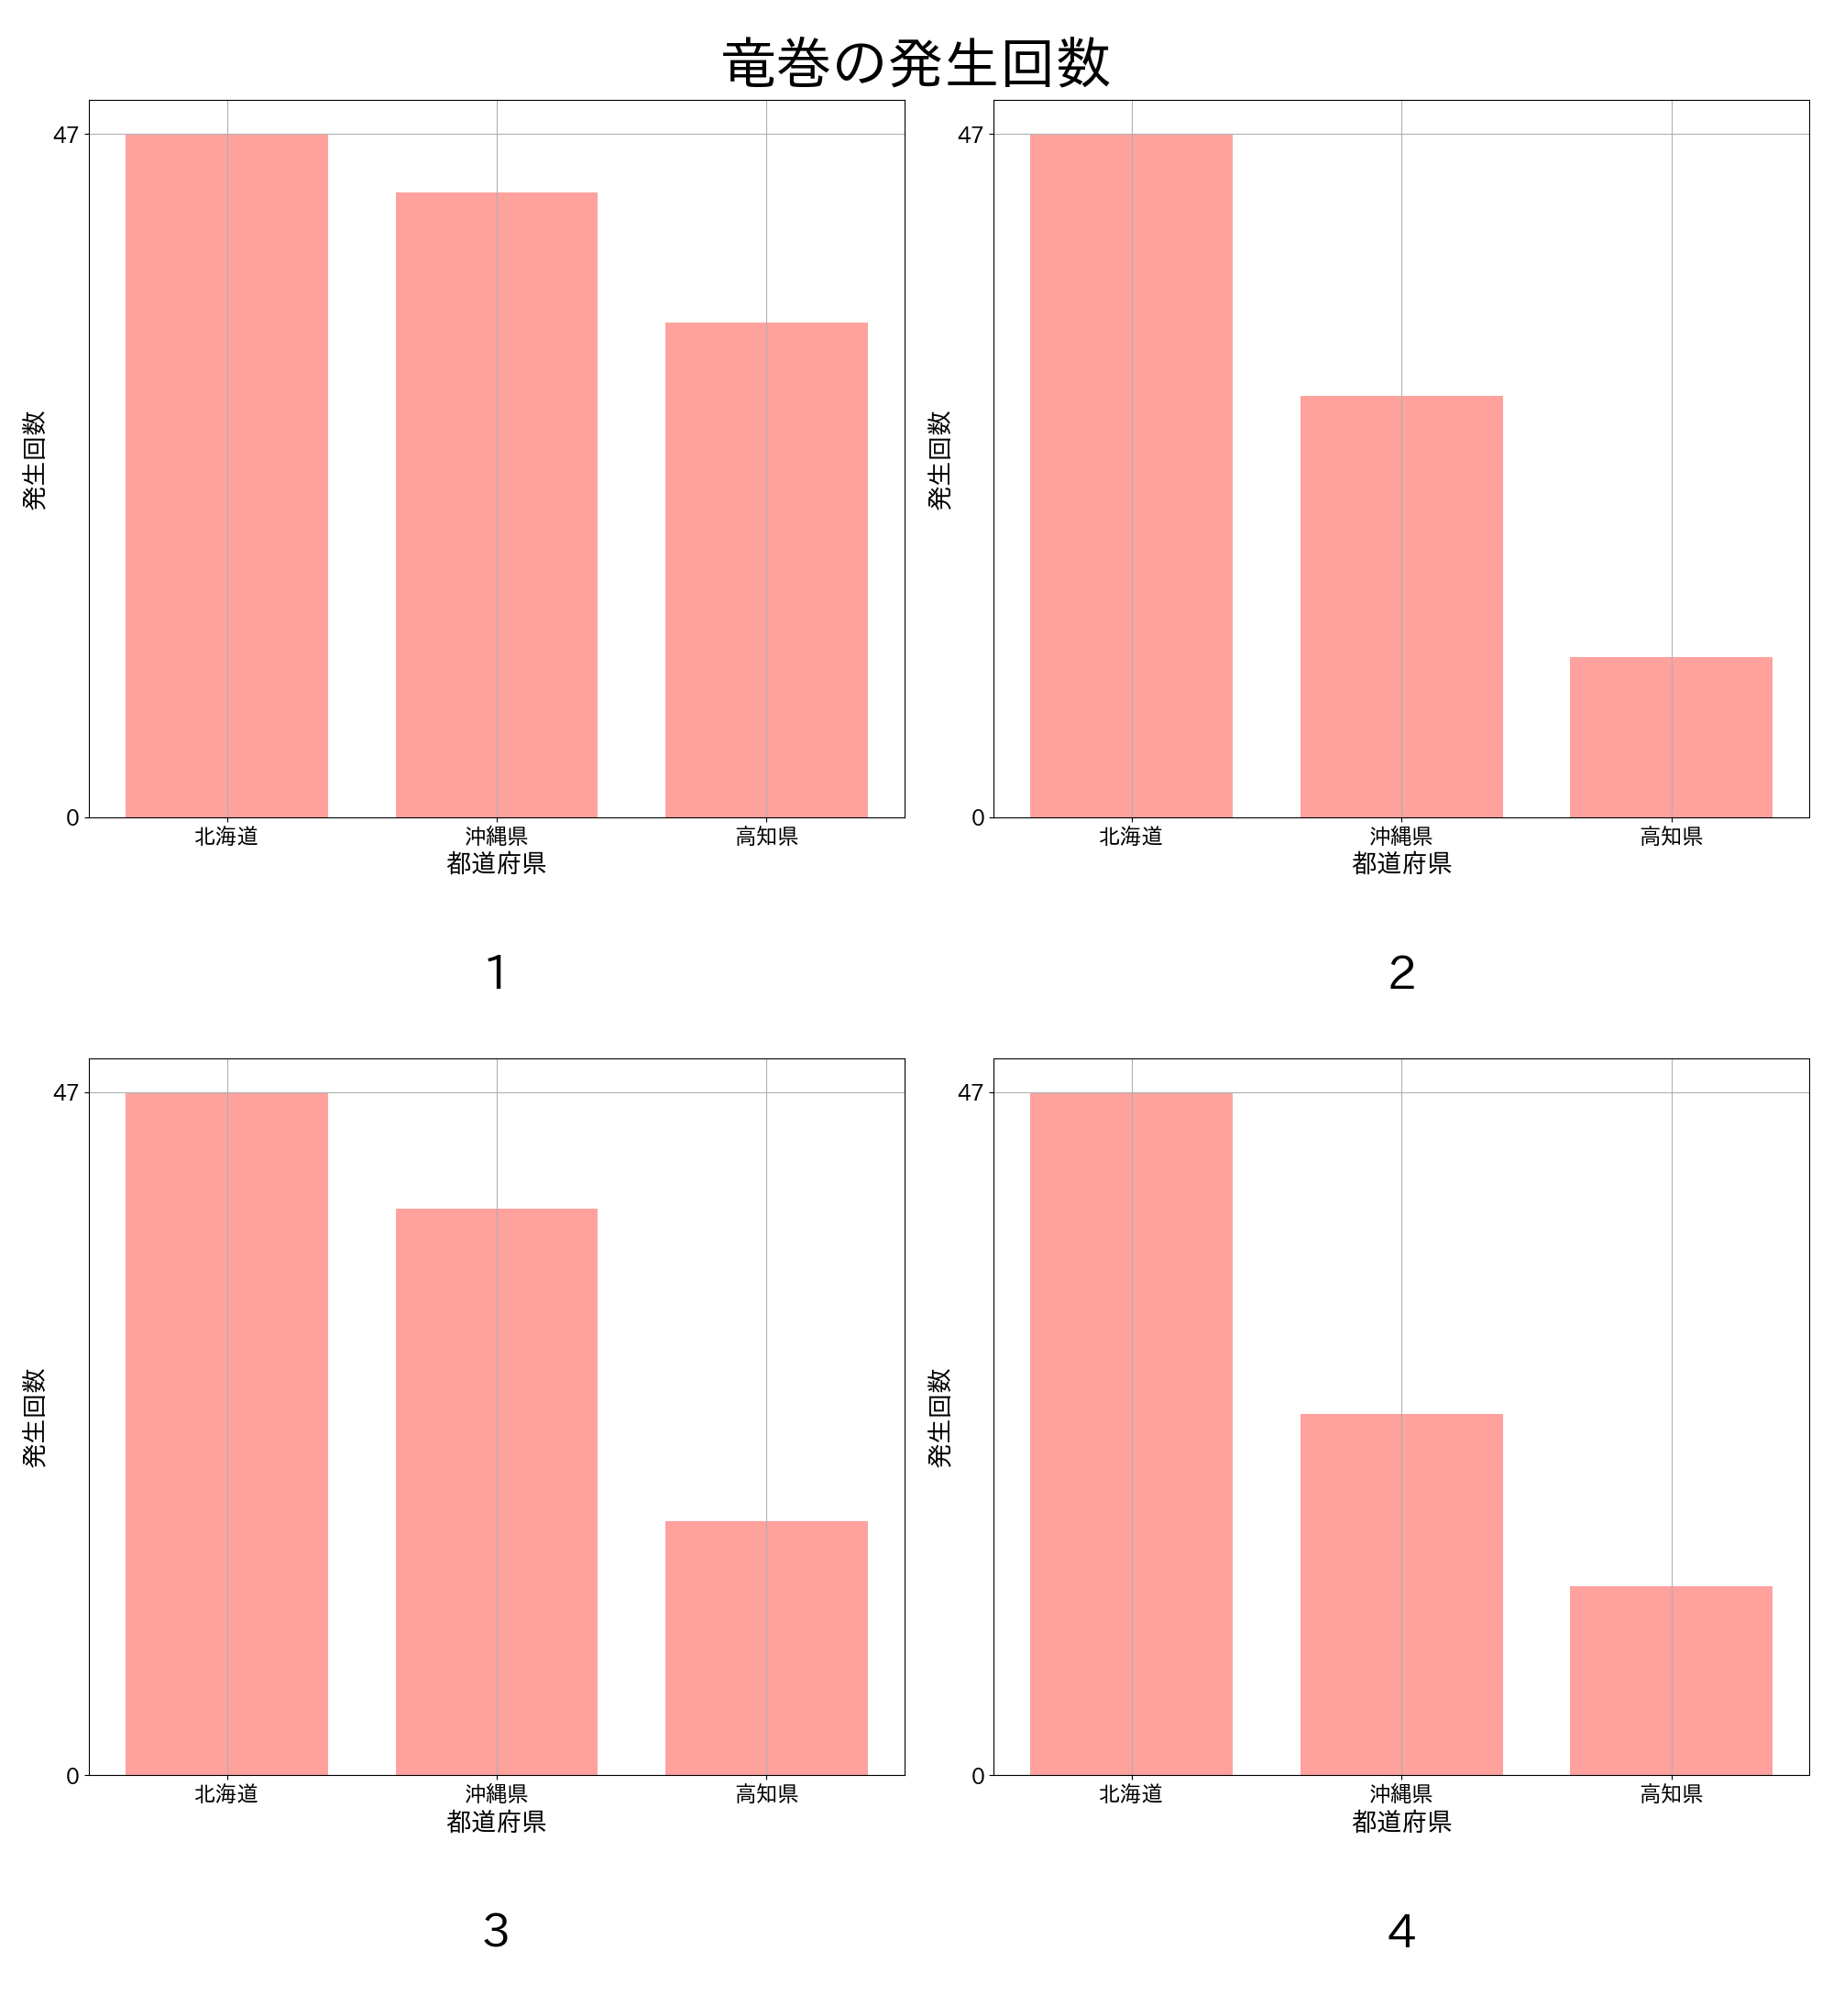 竜巻の発生回数
47
発生回数
0
北海道 沖縄県 高知県
都道府県
1
47
発生回数
0
北海道 沖縄県 高知県
都道府県
2
47
発生回数
0
北海道 沖縄県 高知県
都道府県
3
47
発生回数
0
北海道 沖縄県 高知県
都道府県
4